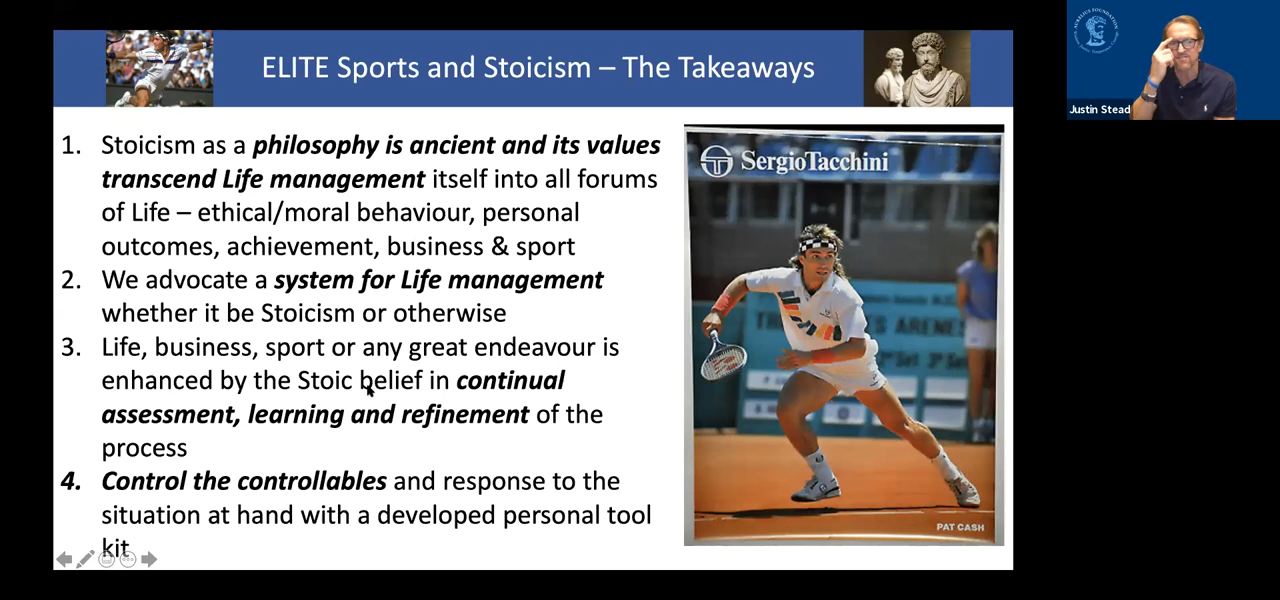 ELITE Sports and Stoicism – The Takeaways
1. Stoicism as a philosophy is ancient and its values
transcend Life management itself into all forums
of Life – ethical/moral behaviour, personal
outcomes, achievement, business & sport
2. We advocate a system for Life management
whether it be Stoicism or otherwise
3. Life, business, sport or any great endeavour is
enhanced by the Stoic belief in continual
assessment, learning and refinement of the
process
4. Control the controllables and response to the
situation at hand with a developed personal tool
kit
SergioTacchini
ARENES
PAT CASH
AURELIUS FOUNDATION
Justin Stead